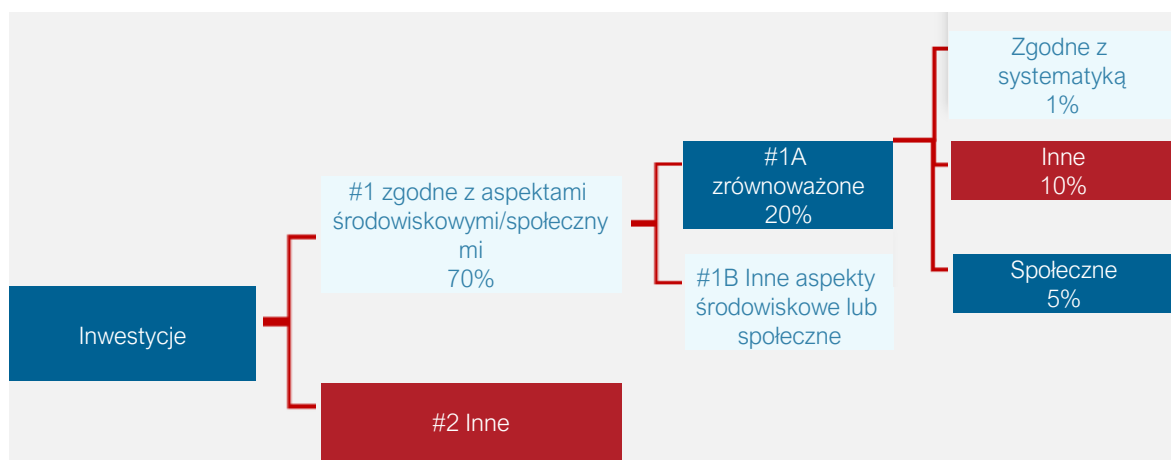 Inwestycje
#1 zgodne z aspektami
środowiskowymi/społeczny
mi
70%
#2 Inne
#1A
zrównoważone
20%
#1B Inne aspekty
środowiskowe lub
społeczne
Zgodne z
systematyką
1%
Inne
10%
Społeczne
5%